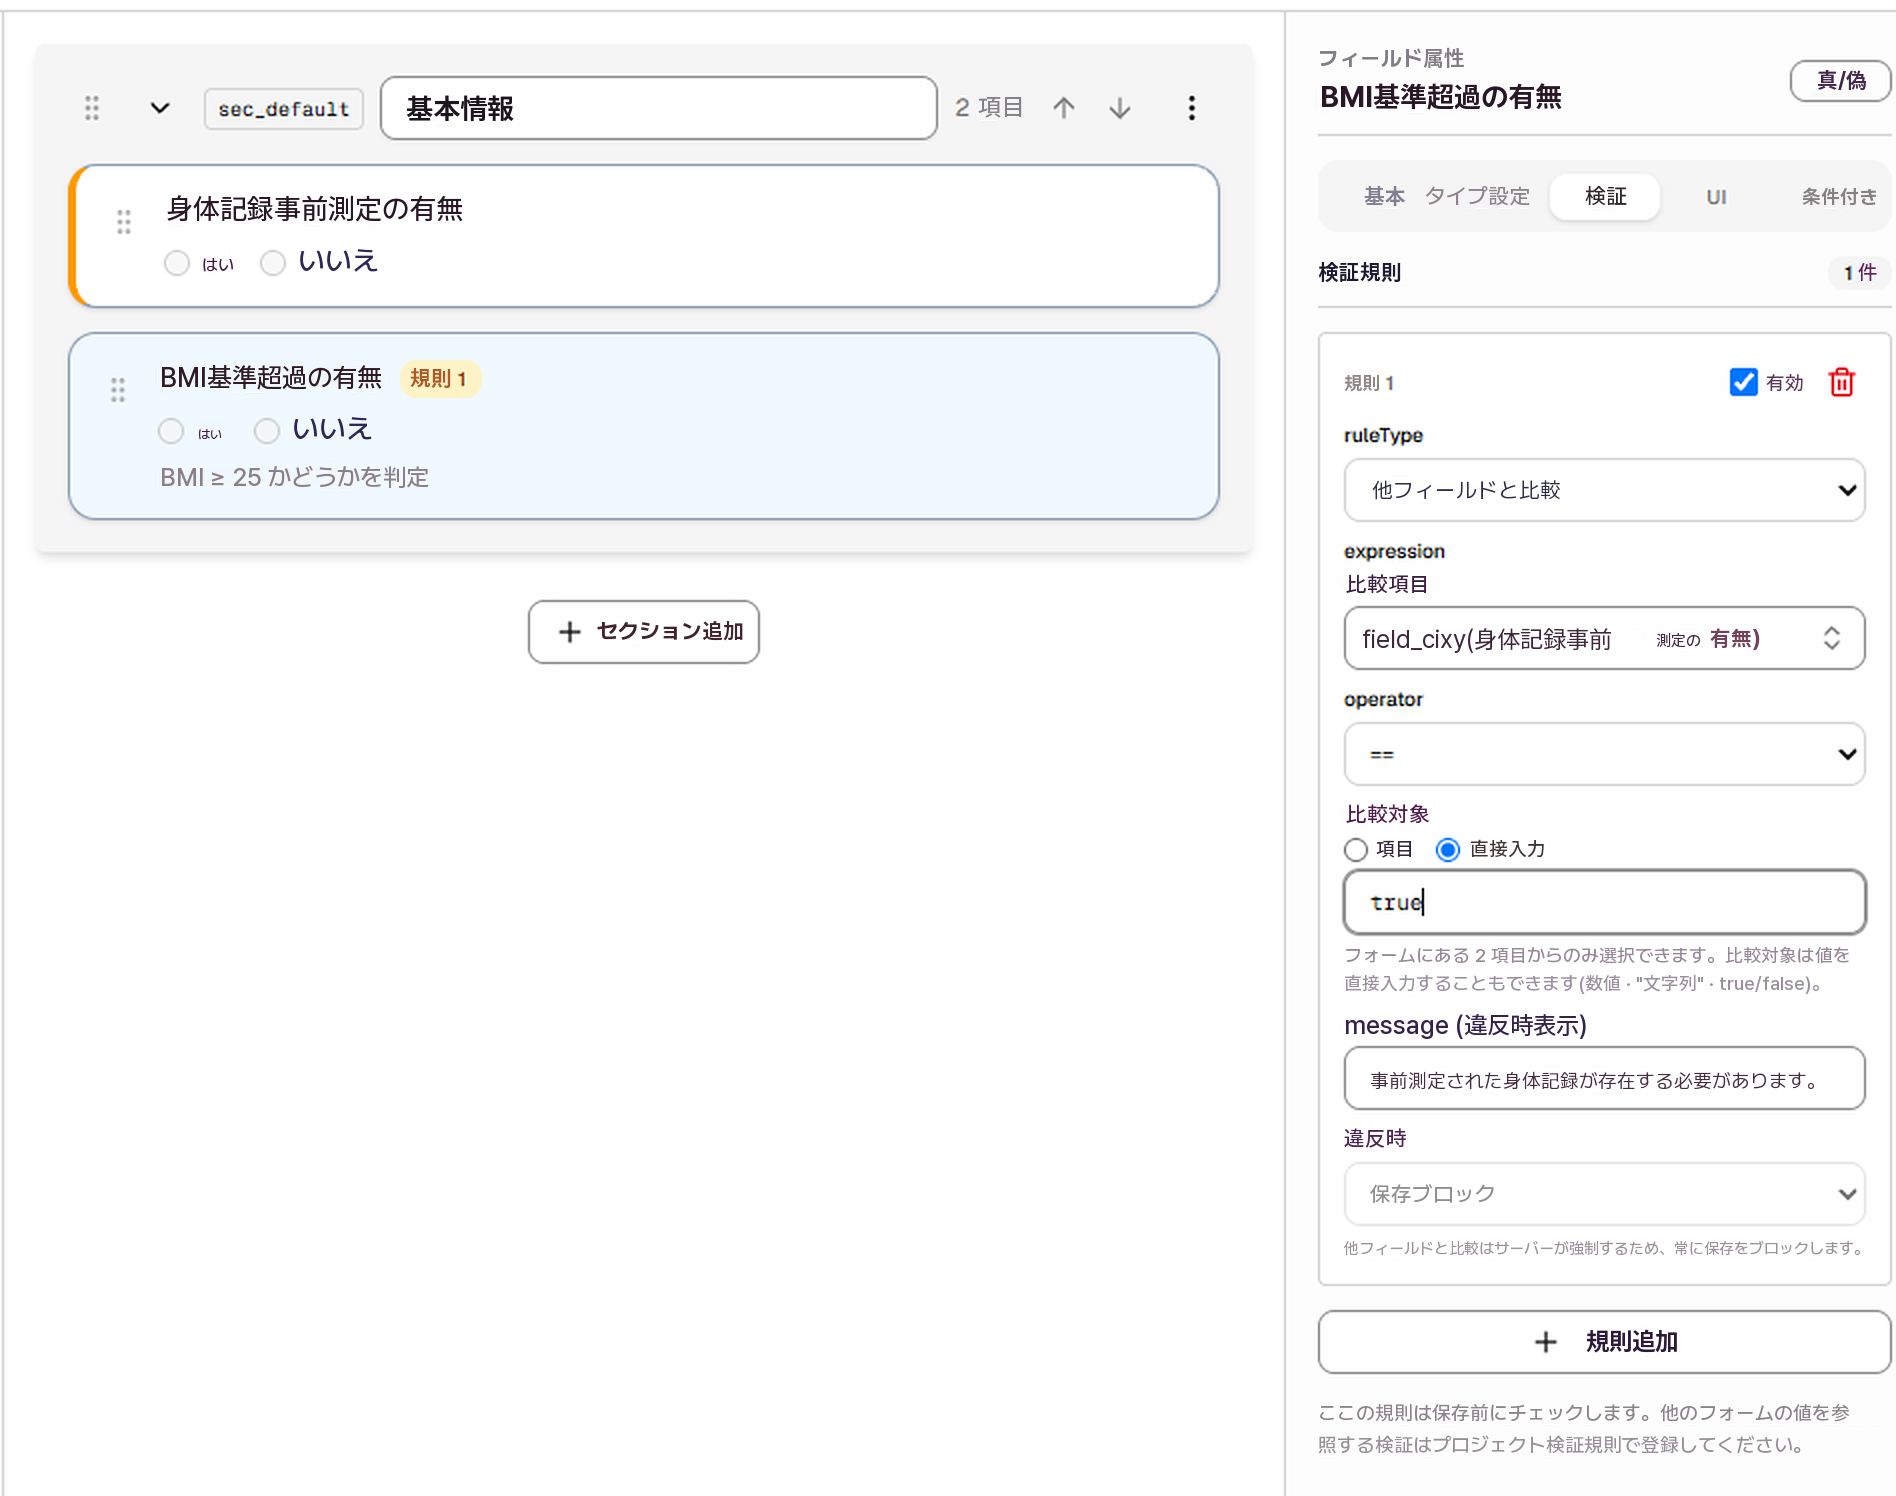 sec_default 基本情報 2 項目
身体記録事前測定の有無
はい いいえ
BMI基準超過の有無 規則 1
はい いいえ
BMI ≥ 25 かどうかを判定
セクション追加
フィールド属性
BMI基準超過の有無 真/偽
基本 タイプ設定 検証 UI 条件付き
検証規則 1 件
規則 1 有効
ruleType
他フィールドと比較
expression
比較項目
field_cixy(身体記録事前 測定の 有無)
operator
==
比較対象
項目 直接入力
true
フォームにある 2 項目からのみ選択できます。比較対象は値を
直接入力することもできます(数値 · "文字列" · true/false)。
message (違反時表示)
事前測定された身体記録が存在する必要があります。
違反時
保存ブロック
他フィールドと比較はサーバーが強制するため、常に保存をブロックします。
規則追加
ここの規則は保存前にチェックします。他のフォームの値を参
照する検証はプロジェクト検証規則で登録してください。